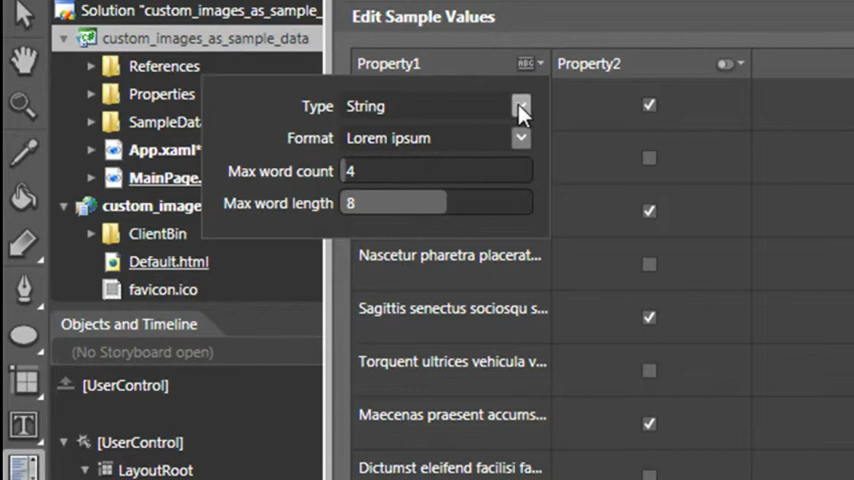 Solution "custom_images_as_sample_
custom_images_as_sample_data
References
Properties
SampleDat
App.xaml*
MainPage.
custom_image
ClientBin
Default.html
favicon.ico
Objects and Timeline
(No Storyboard open)
[UserControl]
[UserControl]
LayoutRoot
T
Edit Sample Values
Property1 ABC Property2
Type String
Format Lorem ipsum
Max word count 4
Max word length 8
Nascetur pharetra placerat...
Sagittis senectus sociosqu s...
Torquent ultrices vehicula v...
Maecenas praesent accums...
Dictumst eleifend facilisi fa...